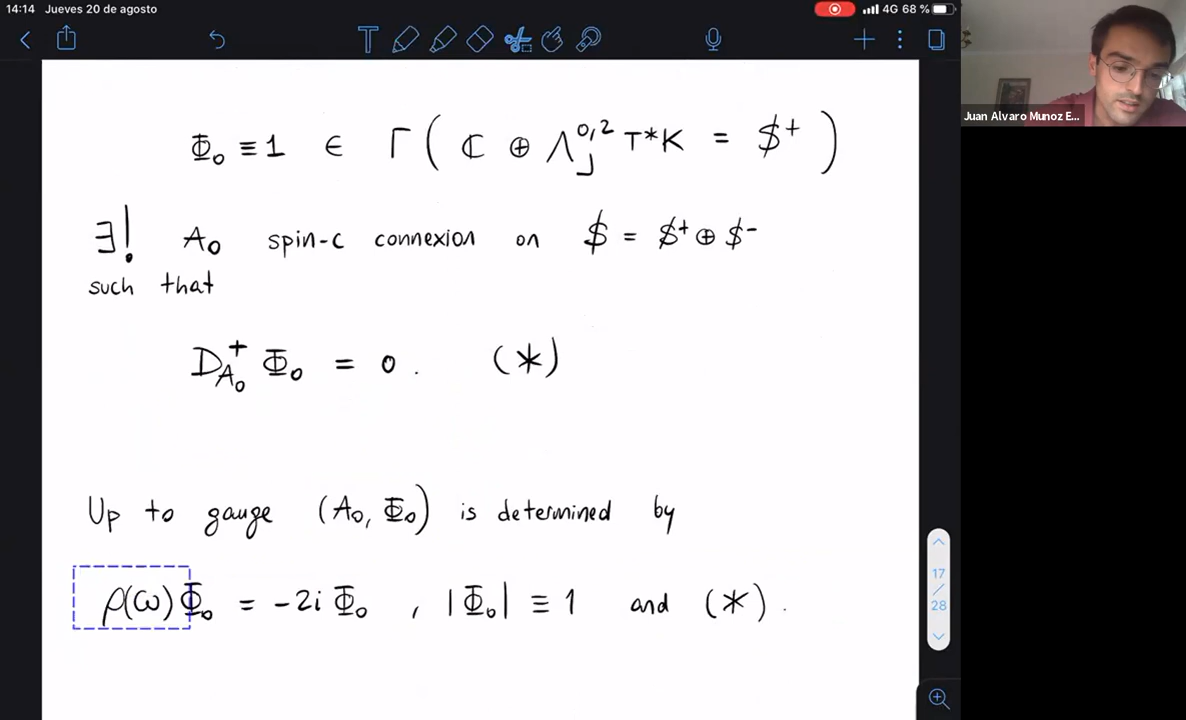 14:14 Jueves 20 de agosto
4G 68 %
Φ₀ ≡ 1 ∈ Γ ( ℂ ⊕ Λ_J^{0,2} T*K = $⁺ )
∃! A₀ spin-c connexion on $ = $⁺ ⊕ $⁻
such that
D⁺_{A₀} Φ₀ = 0 . (*)
Up to gauge (A₀, Φ₀) is determined by
ρ(ω) Φ₀ = -2i Φ₀ , |Φ₀| ≡ 1 and (*) .
17
/
28
Juan Alvaro Munoz E...